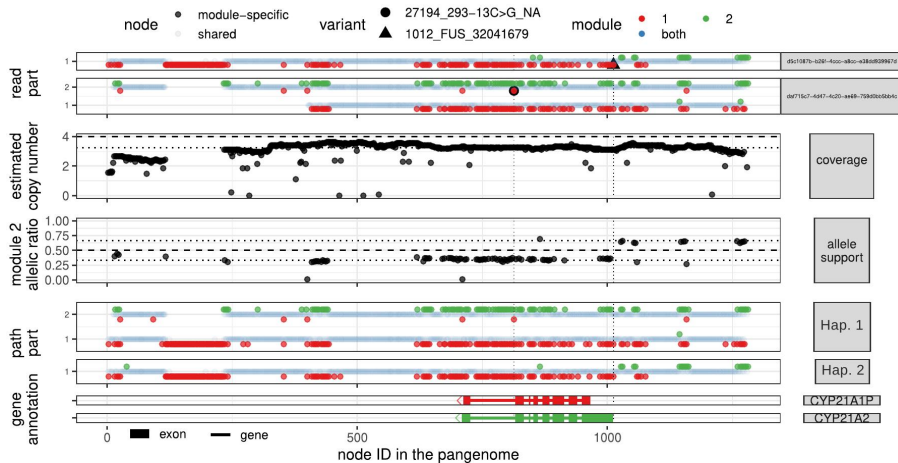 node
module-specific
shared
variant
27194_293-13C>G_NA
1012_FUS_32041679
module
1
2
both
read
part
1
2
1
estimated
copy number
4
2
0
coverage
module 2
allelic ratio
1.00
0.75
0.50
0.25
0.00
allele
support
path
part
2
1
Hap. 1
1
Hap. 2
gene
annotation
CYP21A1P
CYP21A2
exon
gene
0
500
1000
node ID in the pangenome